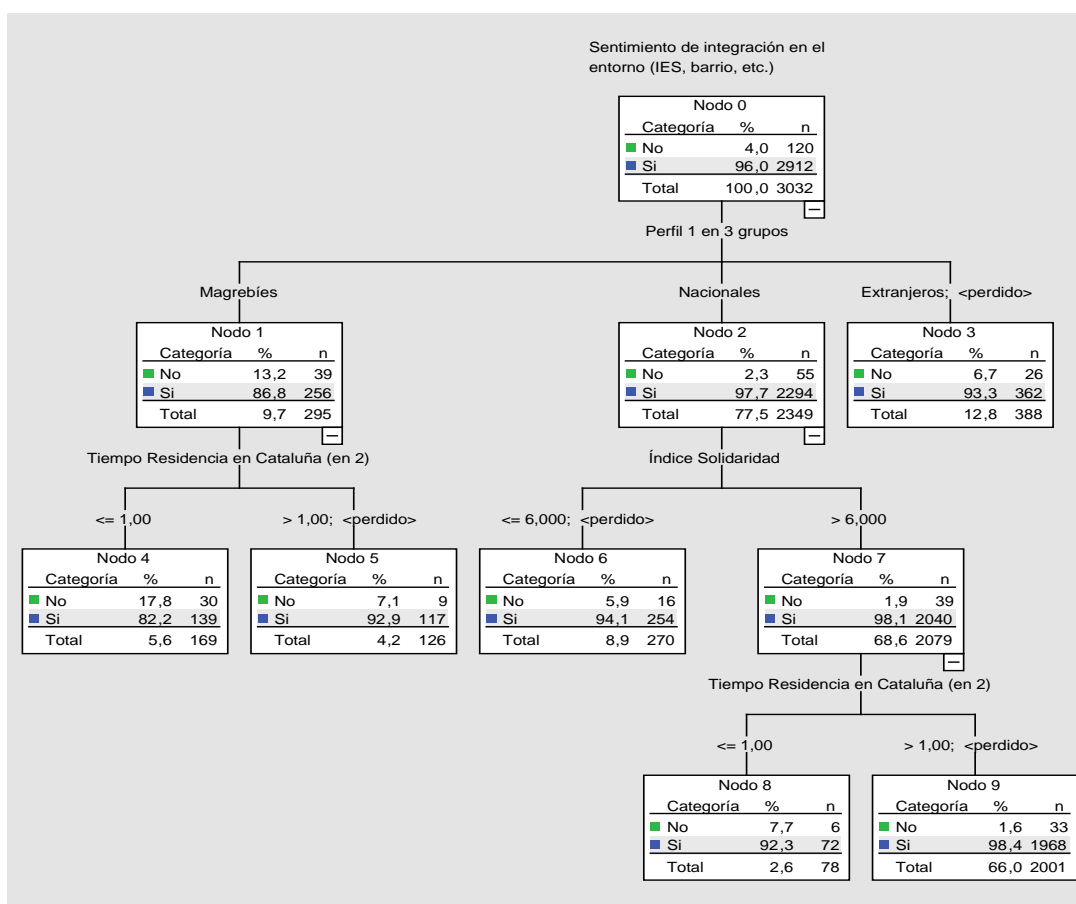 Sentimiento de integración en el
entorno (IES, barrio, etc.)
Nodo 0
Categoría % n
No 4,0 120
Si 96,0 2912
Total 100,0 3032
Perfil 1 en 3 grupos
Magrebíes
Nacionales
Extranjeros; <perdido>
Nodo 1
Categoría % n
No 13,2 39
Si 86,8 256
Total 9,7 295
Nodo 2
Categoría % n
No 2,3 55
Si 97,7 2294
Total 77,5 2349
Nodo 3
Categoría % n
No 6,7 26
Si 93,3 362
Total 12,8 388
Tiempo Residencia en Cataluña (en 2)
Índice Solidaridad
<= 1,00
> 1,00; <perdido>
<= 6,000; <perdido>
> 6,000
Nodo 4
Categoría % n
No 17,8 30
Si 82,2 139
Total 5,6 169
Nodo 5
Categoría % n
No 7,1 9
Si 92,9 117
Total 4,2 126
Nodo 6
Categoría % n
No 5,9 16
Si 94,1 254
Total 8,9 270
Nodo 7
Categoría % n
No 1,9 39
Si 98,1 2040
Total 68,6 2079
Tiempo Residencia en Cataluña (en 2)
<= 1,00
> 1,00; <perdido>
Nodo 8
Categoría % n
No 7,7 6
Si 92,3 72
Total 2,6 78
Nodo 9
Categoría % n
No 1,6 33
Si 98,4 1968
Total 66,0 2001